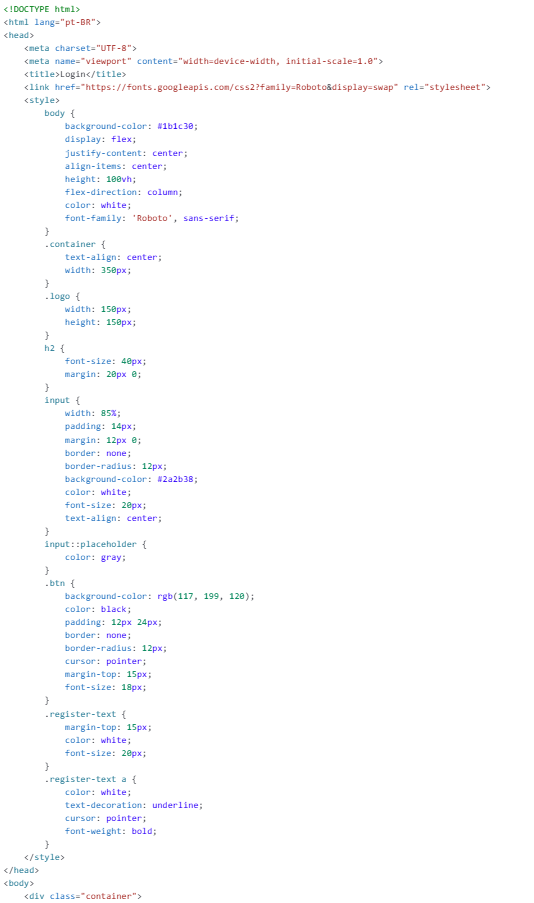 <!DOCTYPE html>
<html lang="pt-BR">
<head>
    <meta charset="UTF-8">
    <meta name="viewport" content="width=device-width, initial-scale=1.0">
    <title>Login</title>
    <link href="https://fonts.googleapis.com/css2?family=Roboto&display=swap" rel="stylesheet">
    <style>
        body {
            background-color: #1b1c30;
            display: flex;
            justify-content: center;
            align-items: center;
            height: 100vh;
            flex-direction: column;
            color: white;
            font-family: 'Roboto', sans-serif;
        }
        .container {
            text-align: center;
            width: 350px;
        }
        .logo {
            width: 150px;
            height: 150px;
        }
        h2 {
            font-size: 40px;
            margin: 20px 0;
        }
        input {
            width: 85%;
            padding: 14px;
            margin: 12px 0;
            border: none;
            border-radius: 12px;
            background-color: #2a2b38;
            color: white;
            font-size: 20px;
            text-align: center;
        }
        input::placeholder {
            color: gray;
        }
        .btn {
            background-color: rgb(117, 199, 120);
            color: black;
            padding: 12px 24px;
            border: none;
            border-radius: 12px;
            cursor: pointer;
            margin-top: 15px;
            font-size: 18px;
        }
        .register-text {
            margin-top: 15px;
            color: white;
            font-size: 20px;
        }
        .register-text a {
            color: white;
            text-decoration: underline;
            cursor: pointer;
            font-weight: bold;
        }
    </style>
</head>
<body>
    <div class="container">